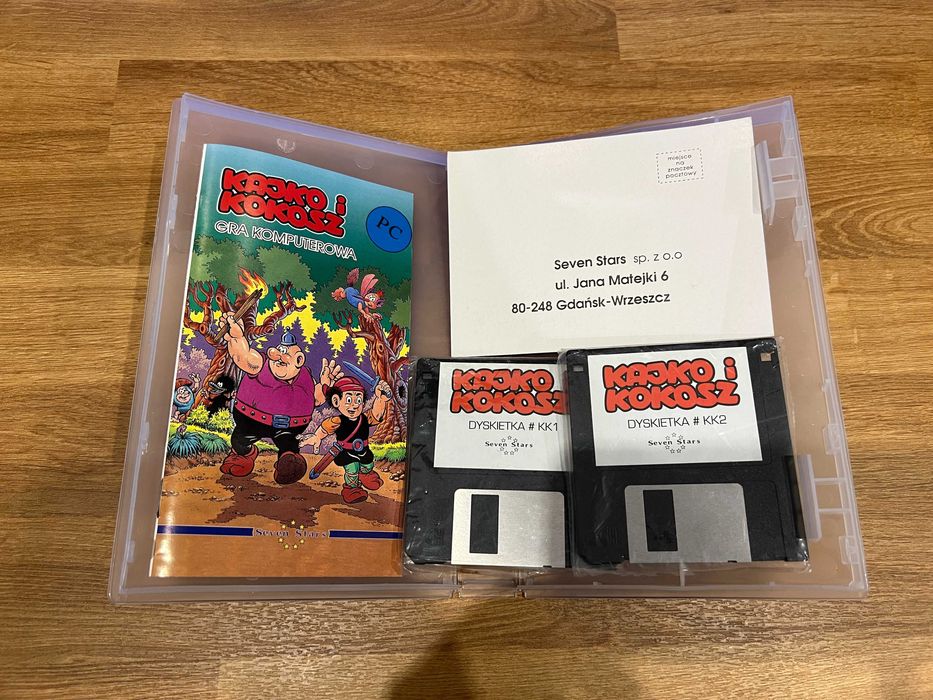 KAJKO i
KOKOSZ
GRA KOMPUTEROWA
PC
Seven Stars
miejsce
na
znaczek
pocztowy
Seven Stars sp. z o.o
ul. Jana Matejki 6
80-248 Gdańsk-Wrzeszcz
KAJKO i
KOKOSZ
DYSKIETKA # KK1
Seven Stars
KAJKO i
KOKOSZ
DYSKIETKA # KK2
Seven Stars